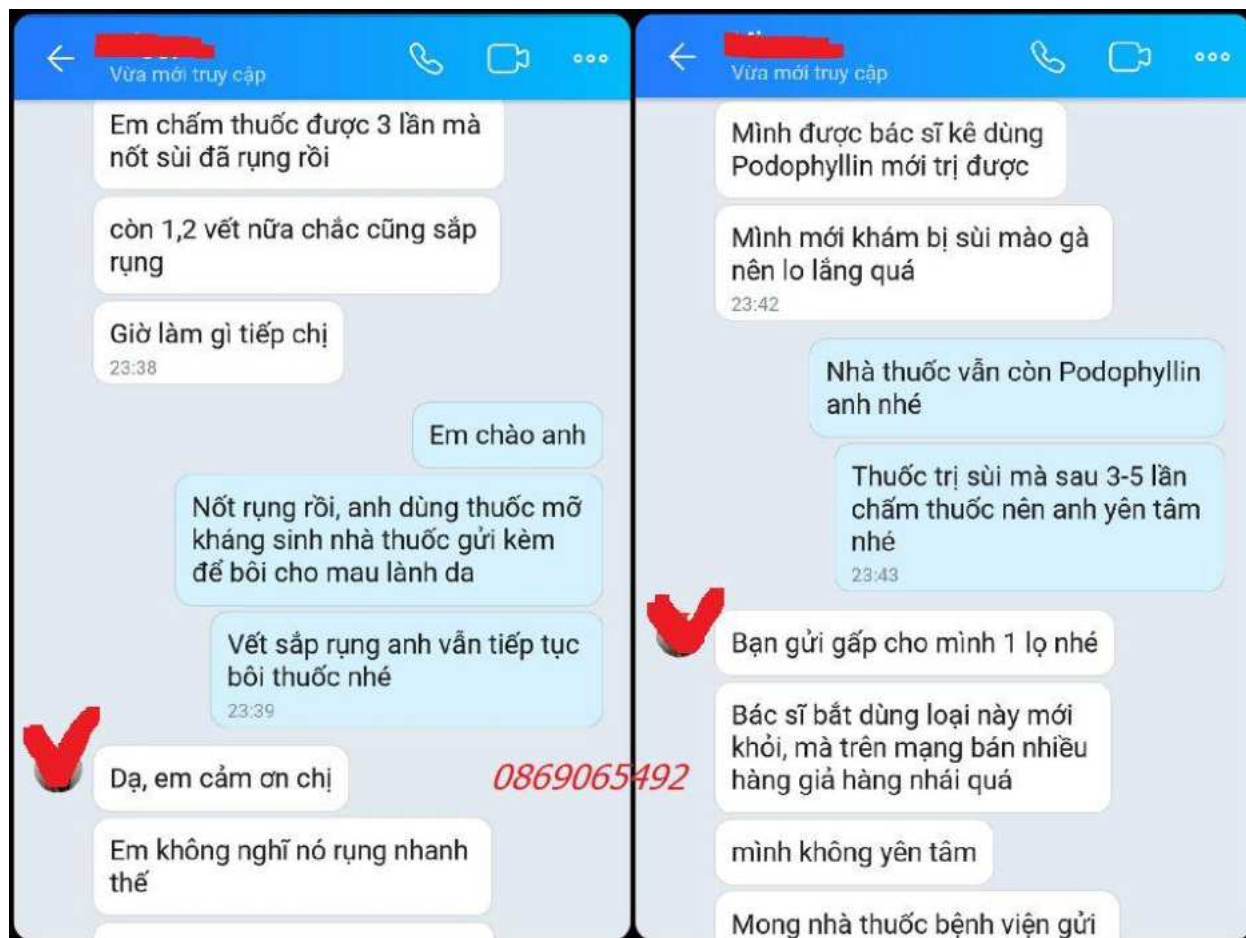 Vừa mới truy cập
Em chấm thuốc được 3 lần mà
nốt sùi đã rụng rồi
còn 1,2 vết nữa chắc cũng sắp
rụng
Giờ làm gì tiếp chị
23:38
Em chào anh
Nốt rụng rồi, anh dùng thuốc mỡ
kháng sinh nhà thuốc gửi kèm
để bôi cho mau lành da
Vết sắp rụng anh vẫn tiếp tục
bôi thuốc nhé
23:39
Dạ, em cảm ơn chị
Em không nghĩ nó rụng nhanh
thế
0869065492
Vừa mới truy cập
Mình được bác sĩ kê dùng
Podophyllin mới trị được
Mình mới khám bị sùi mào gà
nên lo lắng quá
23:42
Nhà thuốc vẫn còn Podophyllin
anh nhé
Thuốc trị sùi mà sau 3-5 lần
chấm thuốc nên anh yên tâm
nhé
23:43
Bạn gửi gấp cho mình 1 lọ nhé
Bác sĩ bắt dùng loại này mới
khỏi, mà trên mạng bán nhiều
hàng giả hàng nhái quá
mình không yên tâm
Mong nhà thuốc bệnh viện gửi